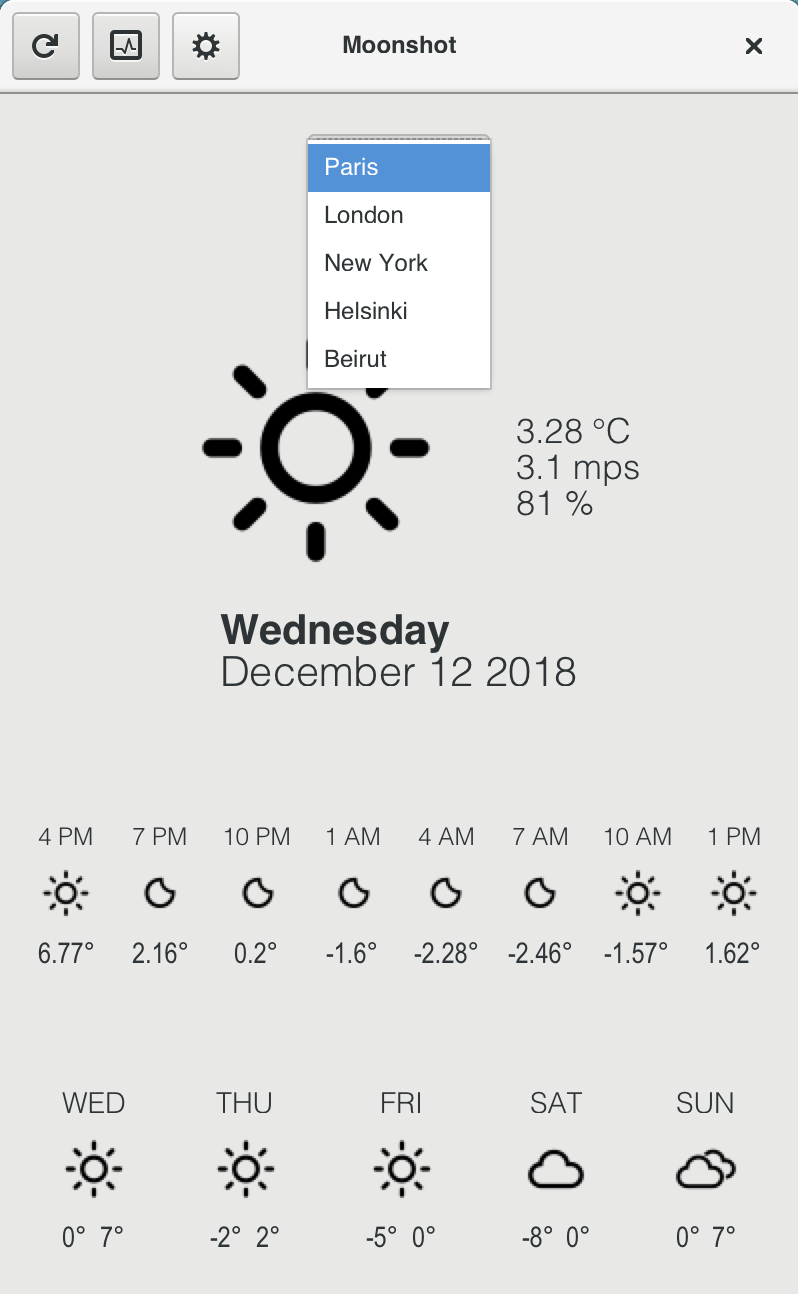 Moonshot
Paris
London
New York
Helsinki
Beirut
3.28 °C
3.1 mps
81 %
Wednesday
December 12 2018
4 PM 7 PM 10 PM 1 AM 4 AM 7 AM 10 AM 1 PM
6.77° 2.16° 0.2° -1.6° -2.28° -2.46° -1.57° 1.62°
WED THU FRI SAT SUN
0° 7° -2° 2° -5° 0° -8° 0° 0° 7°